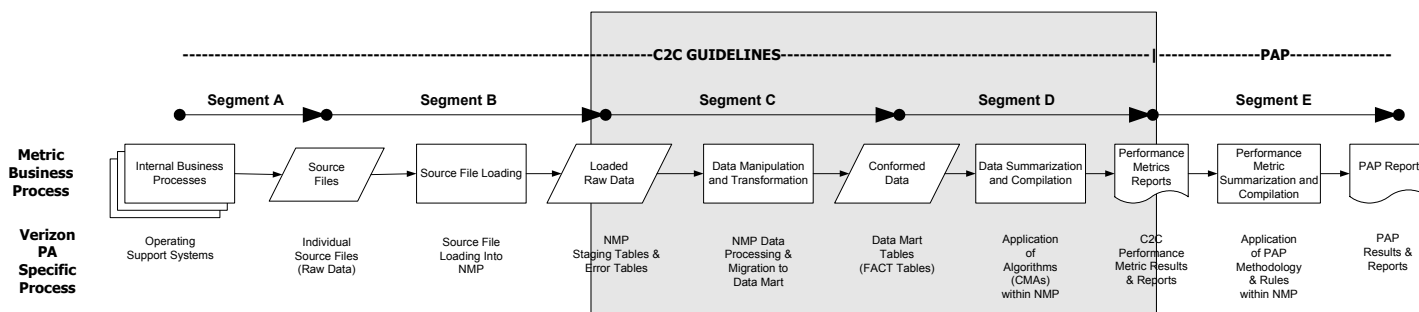 C2C GUIDELINES
PAP
Segment A
Segment B
Segment C
Segment D
Segment E
Metric
Business
Process
Internal Business
Processes
Source
Files
Source File Loading
Loaded
Raw Data
Data Manipulation
and Transformation
Conformed
Data
Data Summarization
and Compilation
Performance
Metrics
Reports
Performance
Metric
Summarization and
Compilation
PAP Report
Verizon
PA
Specific
Process
Operating
Support Systems
Individual
Source Files
(Raw Data)
Source File
Loading Into
NMP
NMP
Staging Tables &
Error Tables
NMP Data
Processing &
Migration to
Data Mart
Data Mart
Tables
(FACT Tables)
Application
of
Algorithms
(CMAs)
within NMP
C2C
Performance
Metric Results
& Reports
Application
of PAP
Methodology
& Rules
within NMP
PAP
Results &
Reports